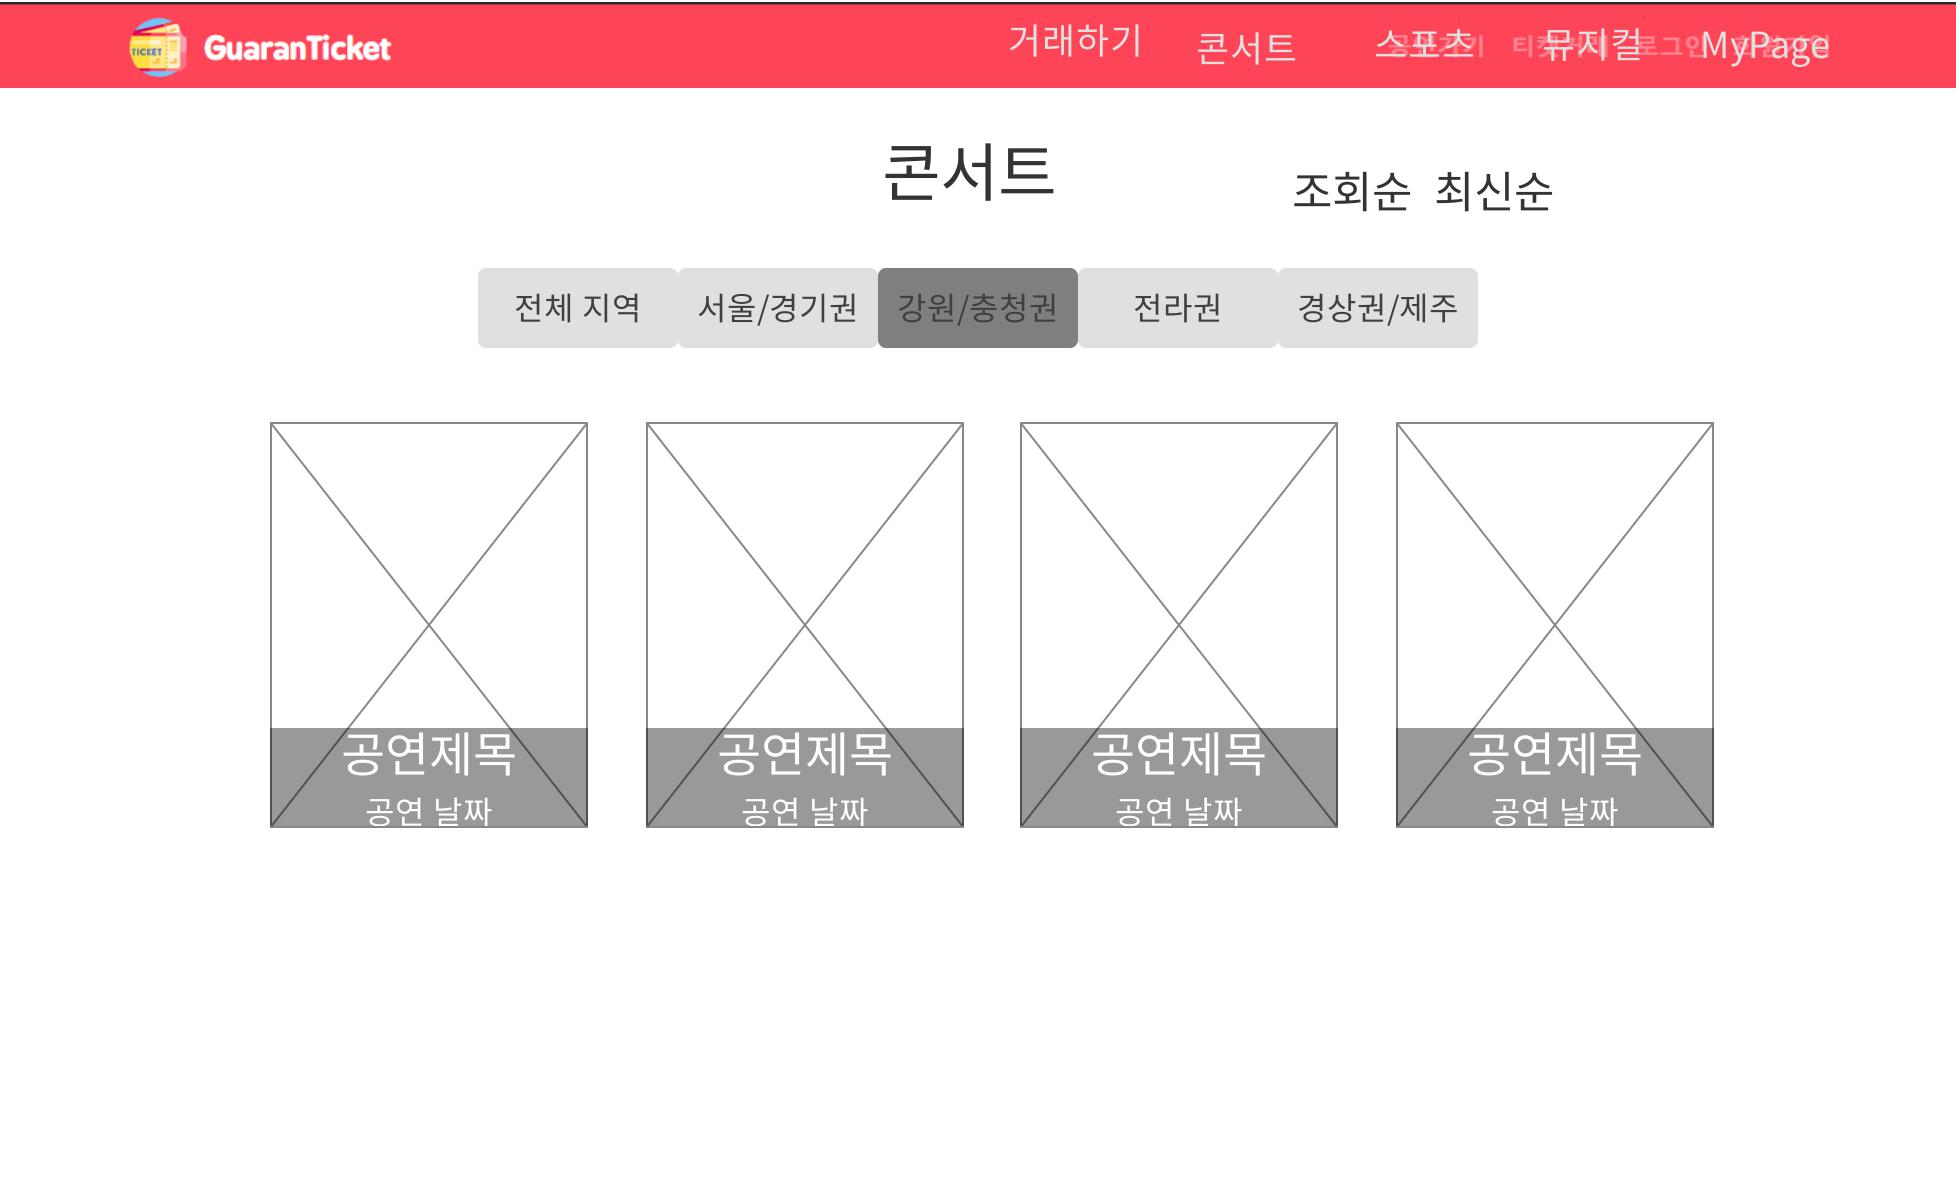 TICKET GuaranTicket 거래하기 콘서트 스포츠 뮤지컬 MyPage
콘서트
조회순 최신순
전체 지역 서울/경기권 강원/충청권 전라권 경상권/제주
공연제목 공연제목 공연제목 공연제목
공연 날짜 공연 날짜 공연 날짜 공연 날짜